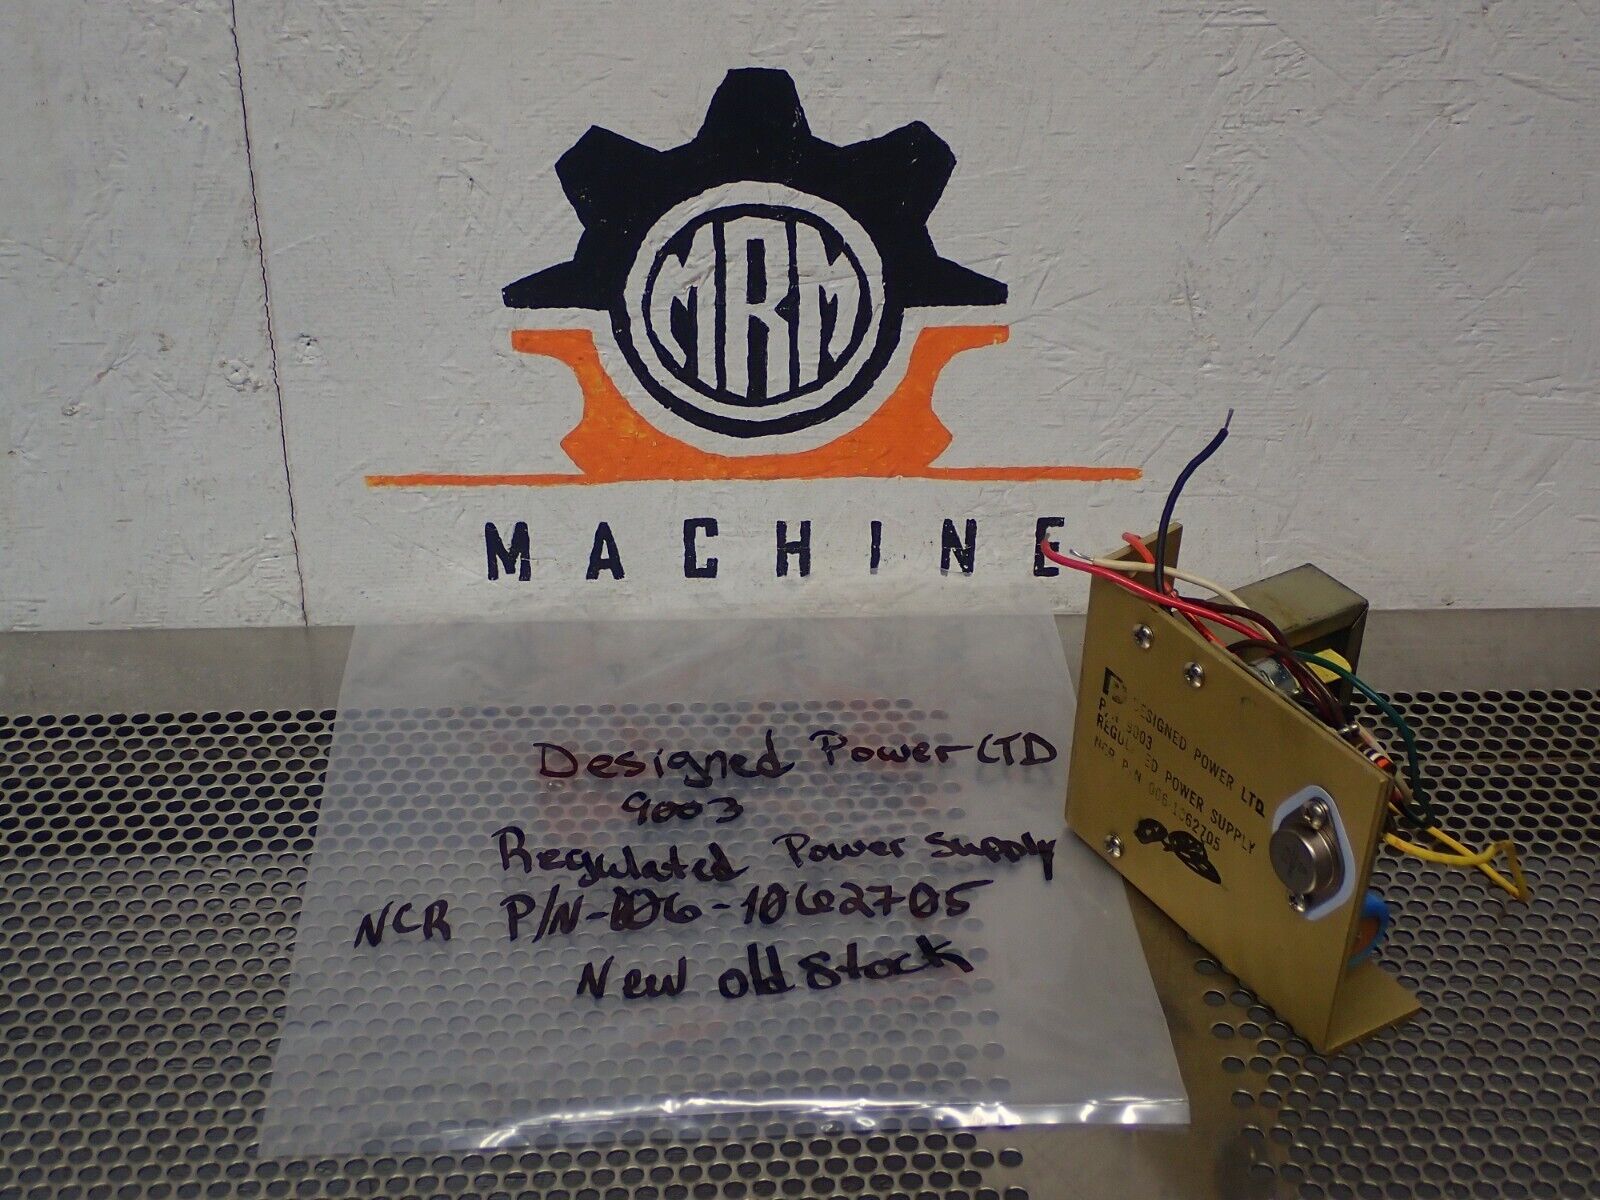 MRM
MACHINE
DESIGNED POWER LTD.
P/N 9003
REGULATED POWER SUPPLY
NCR P/N 006-1062705
Designed Power LTD
9003
Regulated Power Supply
NCR P/N-006-1062705
New old Stock